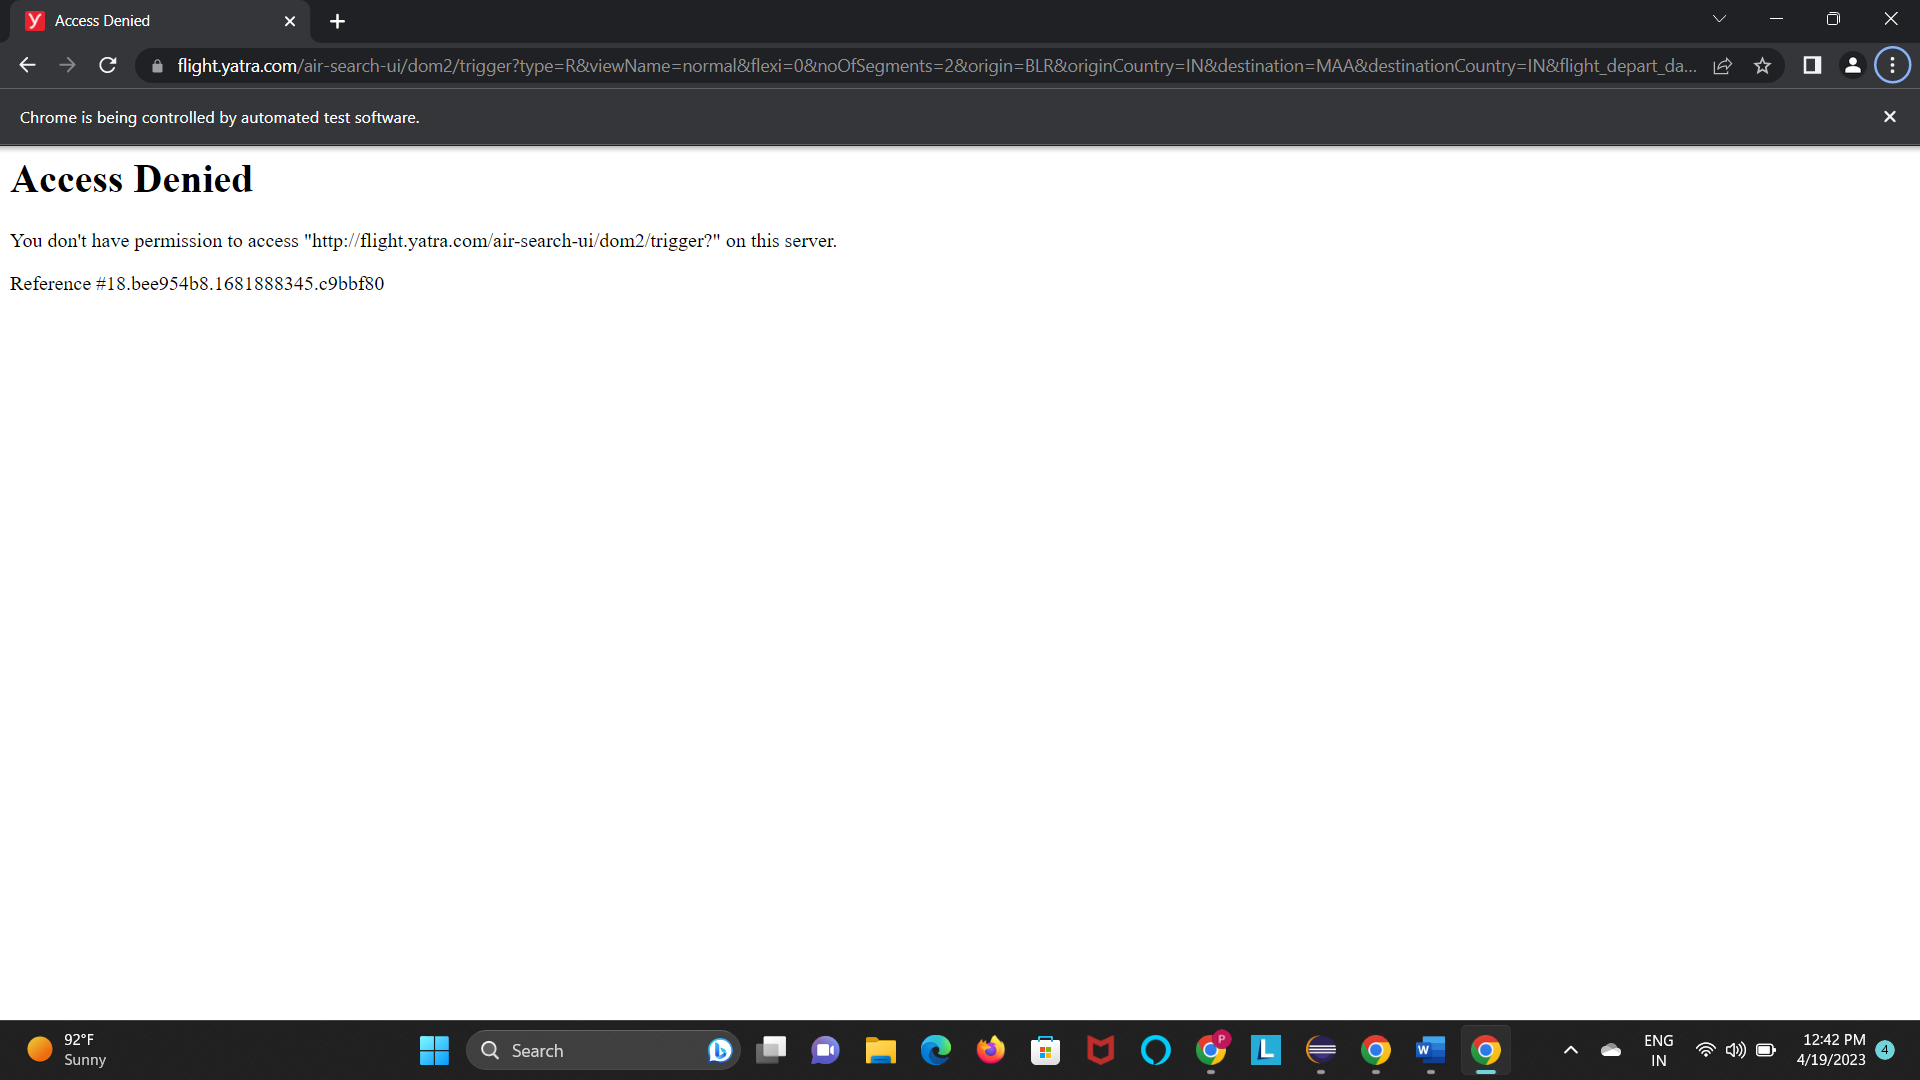 Access Denied
flight.yatra.com/air-search-ui/dom2/trigger?type=R&viewName=normal&flexi=0&noOfSegments=2&origin=BLR&originCountry=IN&destination=MAA&destinationCountry=IN&flight_depart_da...
Chrome is being controlled by automated test software.
Access Denied
You don't have permission to access "http://flight.yatra.com/air-search-ui/dom2/trigger?" on this server.
Reference #18.bee954b8.1681888345.c9bbf80
92°F
Sunny
Search
P
L
W
ENG
IN
12:42 PM
4/19/2023
4